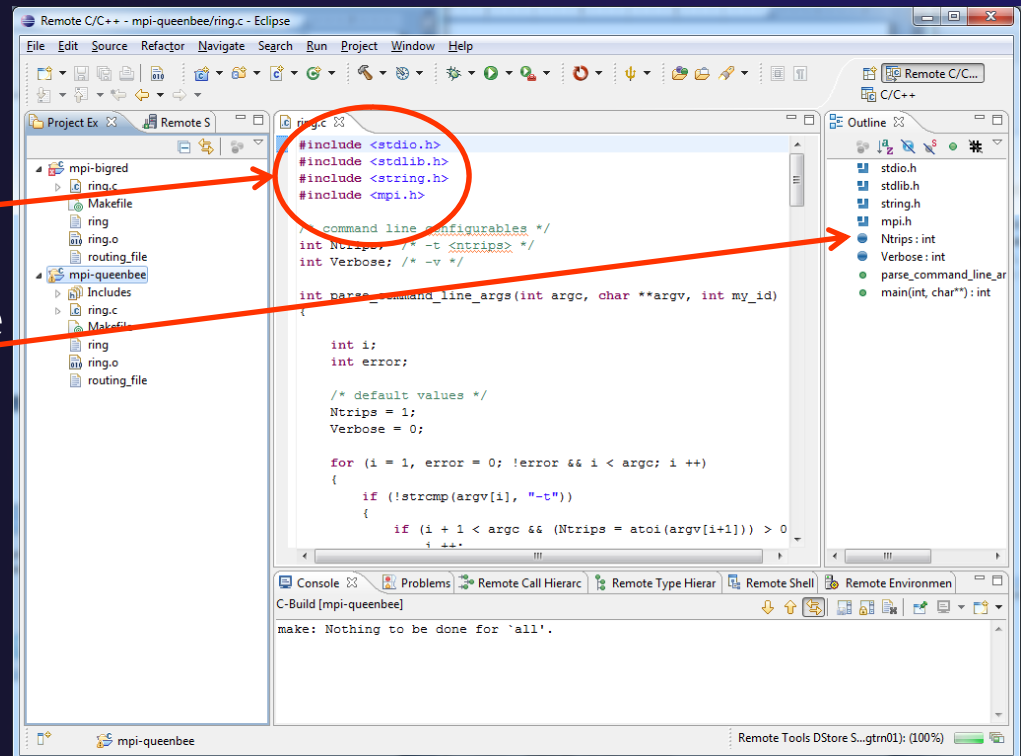 Remote C/C++ - mpi-queenbee/ring.c - Eclipse
File Edit Source Refactor Navigate Search Run Project Window Help
Remote C/C...
C/C++
Project Ex
Remote S
mpi-bigred
ring.c
Makefile
ring
ring.o
routing_file
mpi-queenbee
Includes
ring.c
Makefile
ring
ring.o
routing_file
ring.c
#include <stdio.h>
#include <stdlib.h>
#include <string.h>
#include <mpi.h>
/* command line configurables */
int Ntrips; /* -t <ntrips> */
int Verbose; /* -v */
int parse_command_line_args(int argc, char **argv, int my_id)
{
int i;
int error;
/* default values */
Ntrips = 1;
Verbose = 0;
for (i = 1, error = 0; !error && i < argc; i ++)
{
if (!strcmp(argv[i], "-t"))
{
if (i + 1 < argc && (Ntrips = atoi(argv[i+1])) > 0
i ++;
Outline
stdio.h
stdlib.h
string.h
mpi.h
Ntrips : int
Verbose : int
parse_command_line_ar
main(int, char**) : int
Console Problems Remote Call Hierarc Remote Type Hierar Remote Shell Remote Environmen
C-Build [mpi-queenbee]
make: Nothing to be done for `all'.
mpi-queenbee
Remote Tools DStore S...gtrn01): (100%)
e